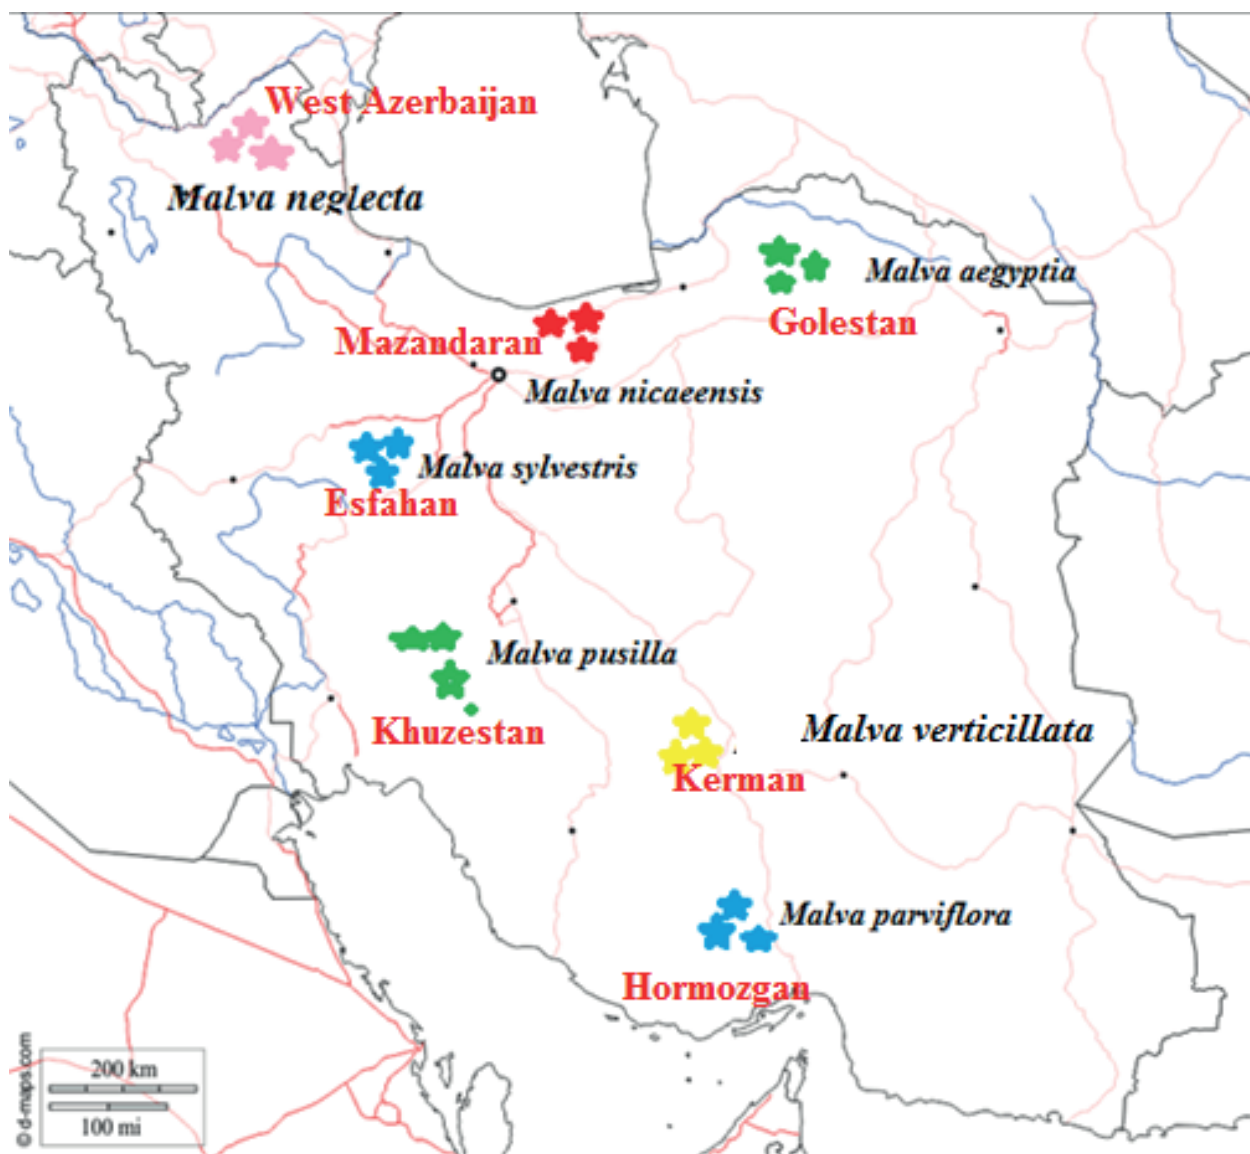 West Azerbaijan
Malva neglecta
Malva aegyptia
Golestan
Mazandaran
Malva nicaeensis
Malva sylvestris
Esfahan
Malva pusilla
Khuzestan
Malva verticillata
Kerman
Malva parviflora
Hormozgan
200 km
100 mi
© d-maps.com